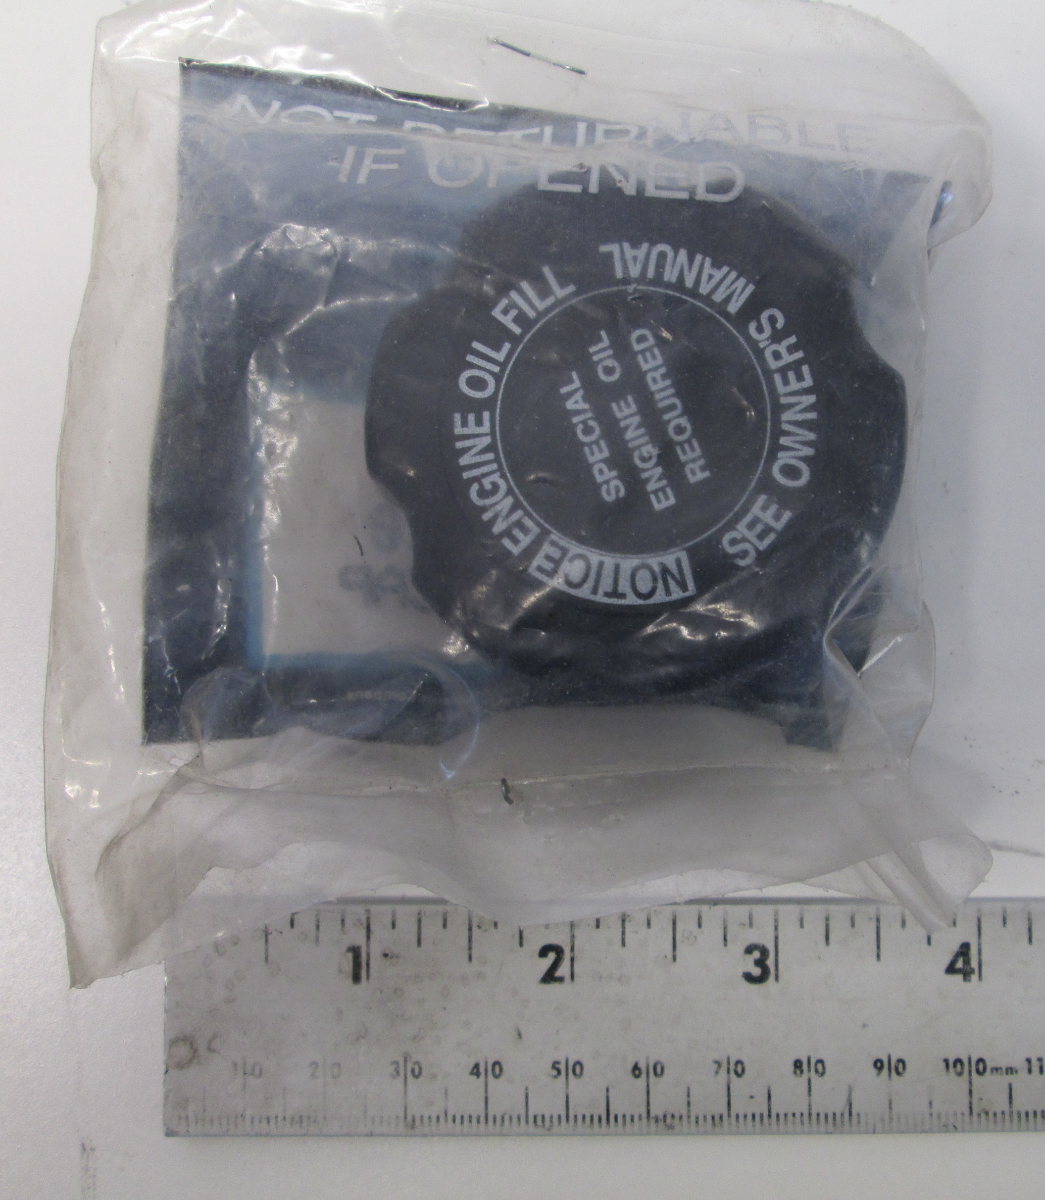 NOT RETURNABLE
IF OPENED
ENGINE OIL FILL
SPECIAL
ENGINE OIL
REQUIRED
NOTICE
SEE OWNER'S MANUAL
1 2 3 4
10 20 30 40 50 60 70 80 90 100 mm 11